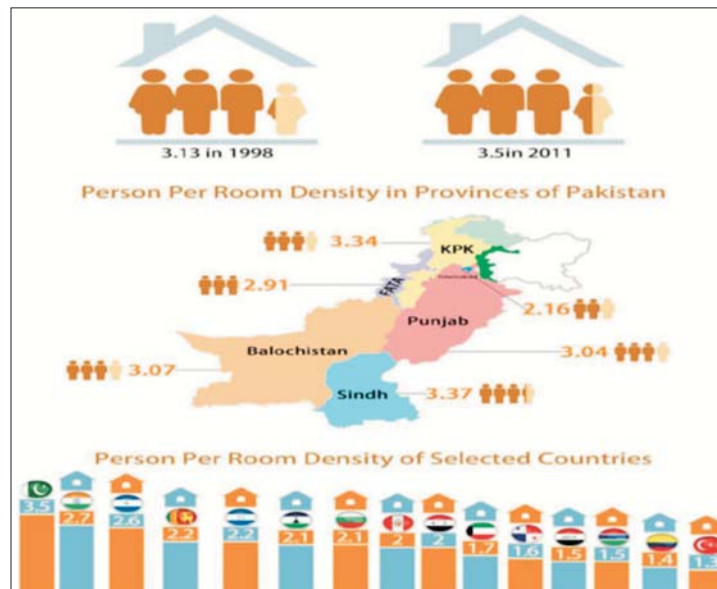 3.13 in 1998
3.5in 2011
Person Per Room Density in Provinces of Pakistan
3.34
KPK
2.91
FATA
2.16
Punjab
Balochistan
3.04
3.07
Sindh
3.37
Person Per Room Density of Selected Countries
3.5
2.7
2.6
2.2
2.2
2.1
2.1
2
2
1.7
1.6
1.5
1.5
1.4
1.3